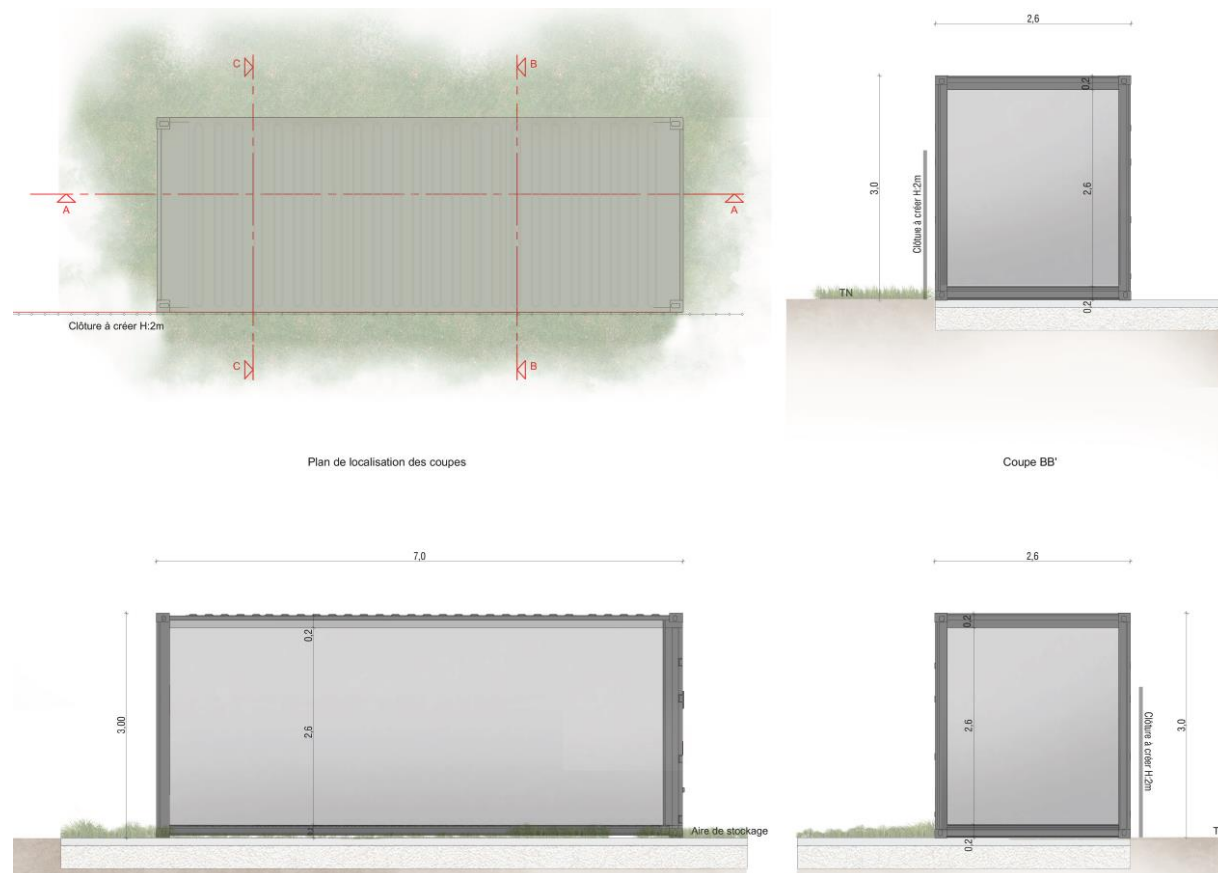 C
B
A
A
Clôture à créer H:2m
C
B
Plan de localisation des coupes
2,6
0,2
3,0
Clôture à créer H:2m
2,6
TN
0,2
Coupe BB'
7,0
0,2
3.00
2,6
Aire de stockage
2,6
0,2
2,6
Clôture à créer H:2m
3,0
T
0,2